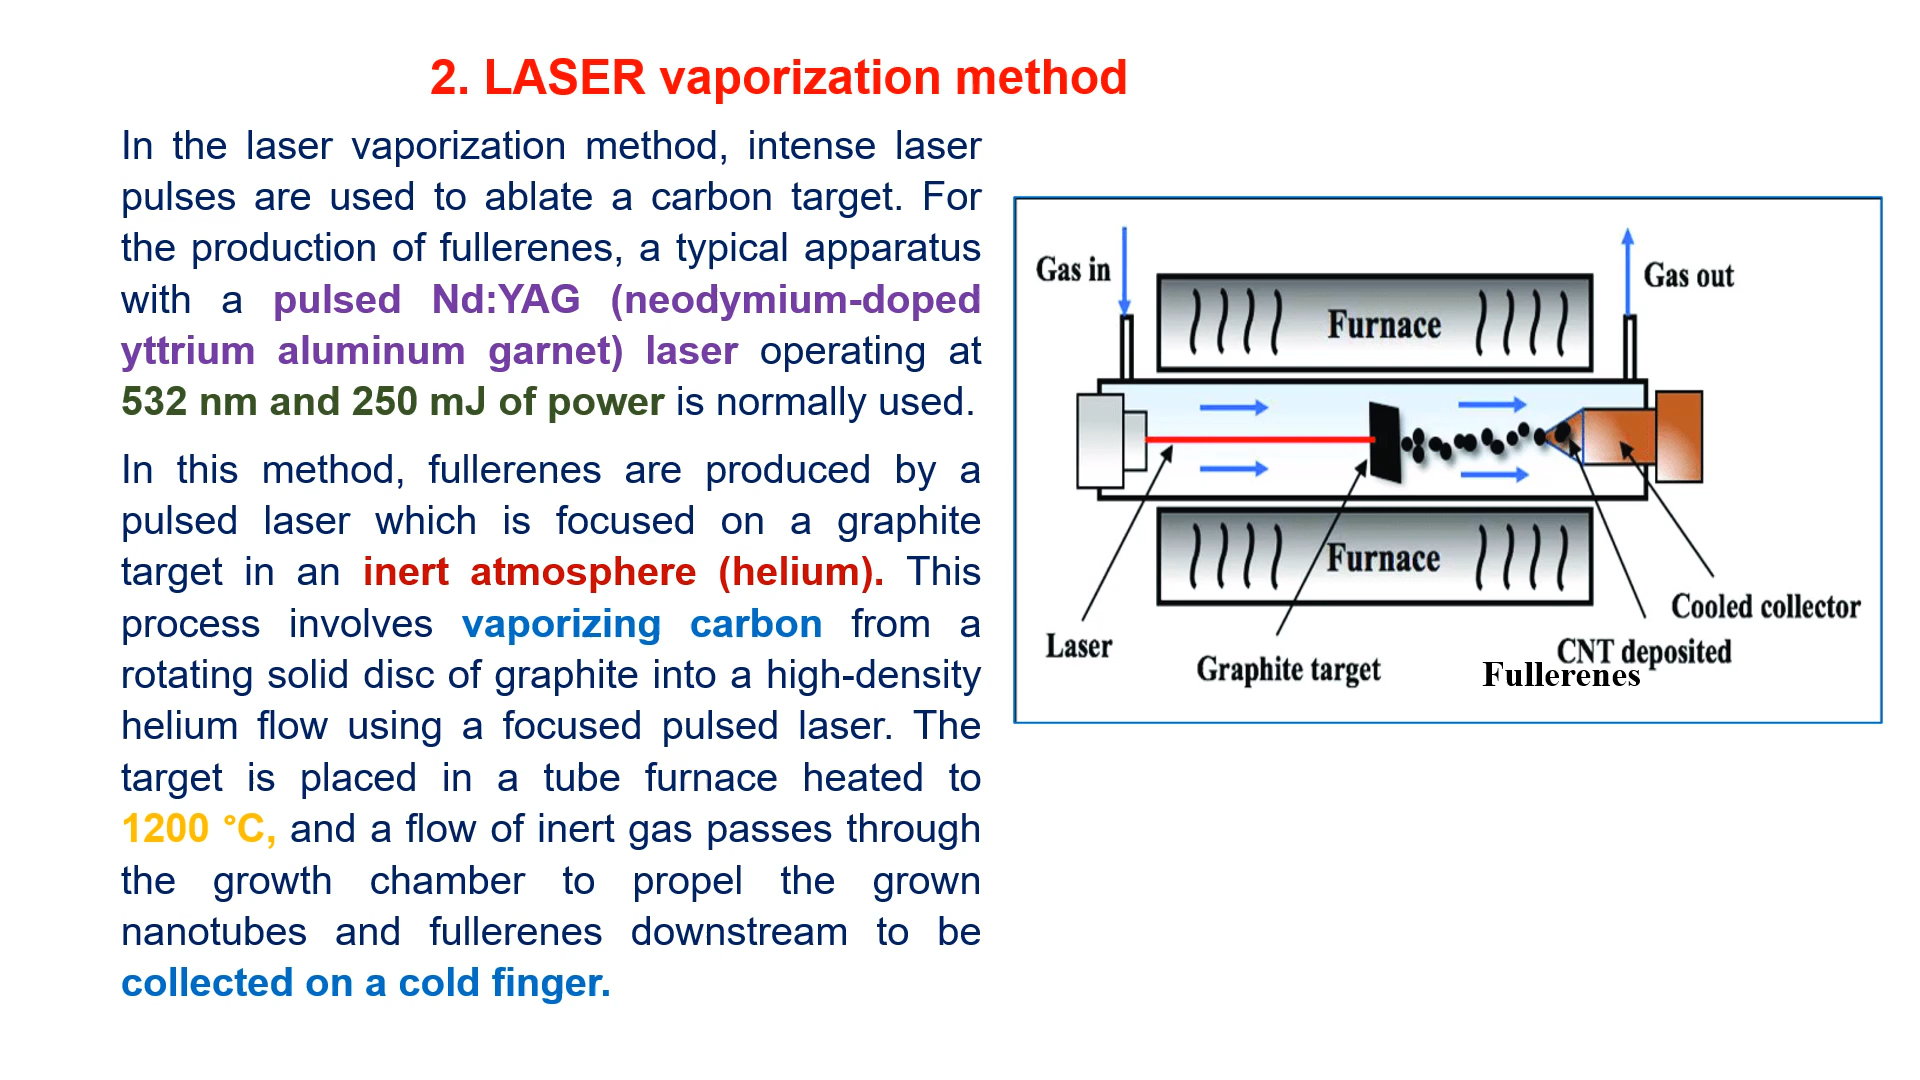 2. LASER vaporization method
In the laser vaporization method, intense laser
pulses are used to ablate a carbon target. For
the production of fullerenes, a typical apparatus
with a pulsed Nd:YAG (neodymium-doped
yttrium aluminum garnet) laser operating at
532 nm and 250 mJ of power is normally used.
In this method, fullerenes are produced by a
pulsed laser which is focused on a graphite
target in an inert atmosphere (helium). This
process involves vaporizing carbon from a
rotating solid disc of graphite into a high-density
helium flow using a focused pulsed laser. The
target is placed in a tube furnace heated to
1200 °C, and a flow of inert gas passes through
the growth chamber to propel the grown
nanotubes and fullerenes downstream to be
collected on a cold finger.
Gas in
Gas out
Furnace
Furnace
Cooled collector
Laser
CNT deposited
Graphite target
Fullerenes